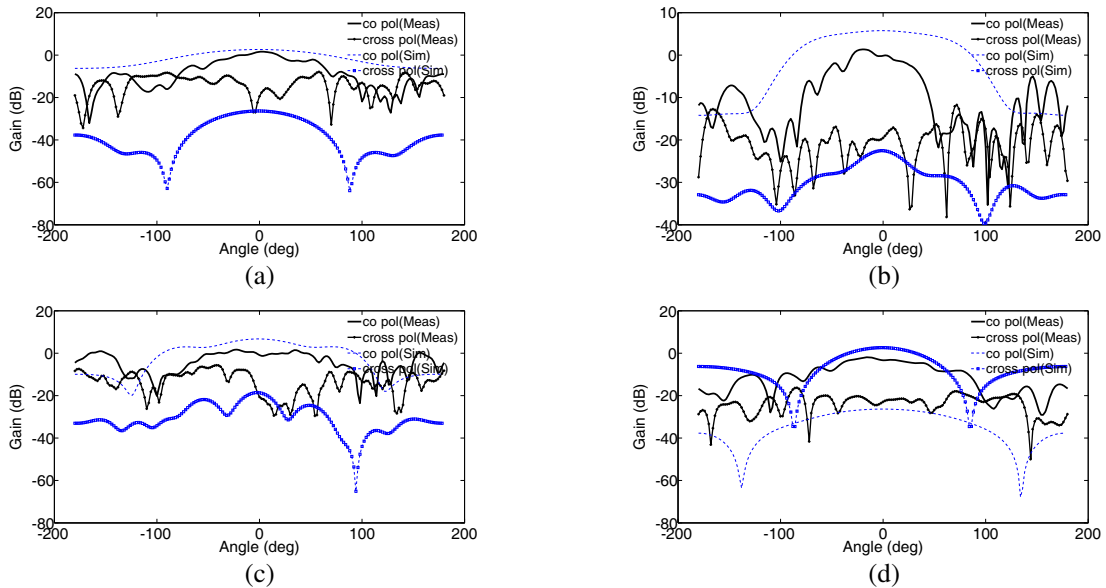 20
0
-20
-40
-60
-80
Gain (dB)
-200
-100
0
100
200
Angle (deg)
co pol(Meas)
cross pol(Meas)
co pol(Sim)
cross pol(Sim)
(a)
10
0
-10
-20
-30
-40
Gain (dB)
-200
-100
0
100
200
Angle (deg)
co pol(Meas)
cross pol(Meas)
co pol(Sim)
cross pol(Sim)
(b)
20
0
-20
-40
-60
-80
Gain (dB)
-200
-100
0
100
200
Angle (deg)
co pol(Meas)
cross pol(Meas)
co pol(Sim)
cross pol(Sim)
(c)
20
0
-20
-40
-60
-80
Gain (dB)
-200
-100
0
100
200
Angle (deg)
co pol(Meas)
cross pol(Meas)
co pol(Sim)
cross pol(Sim)
(d)